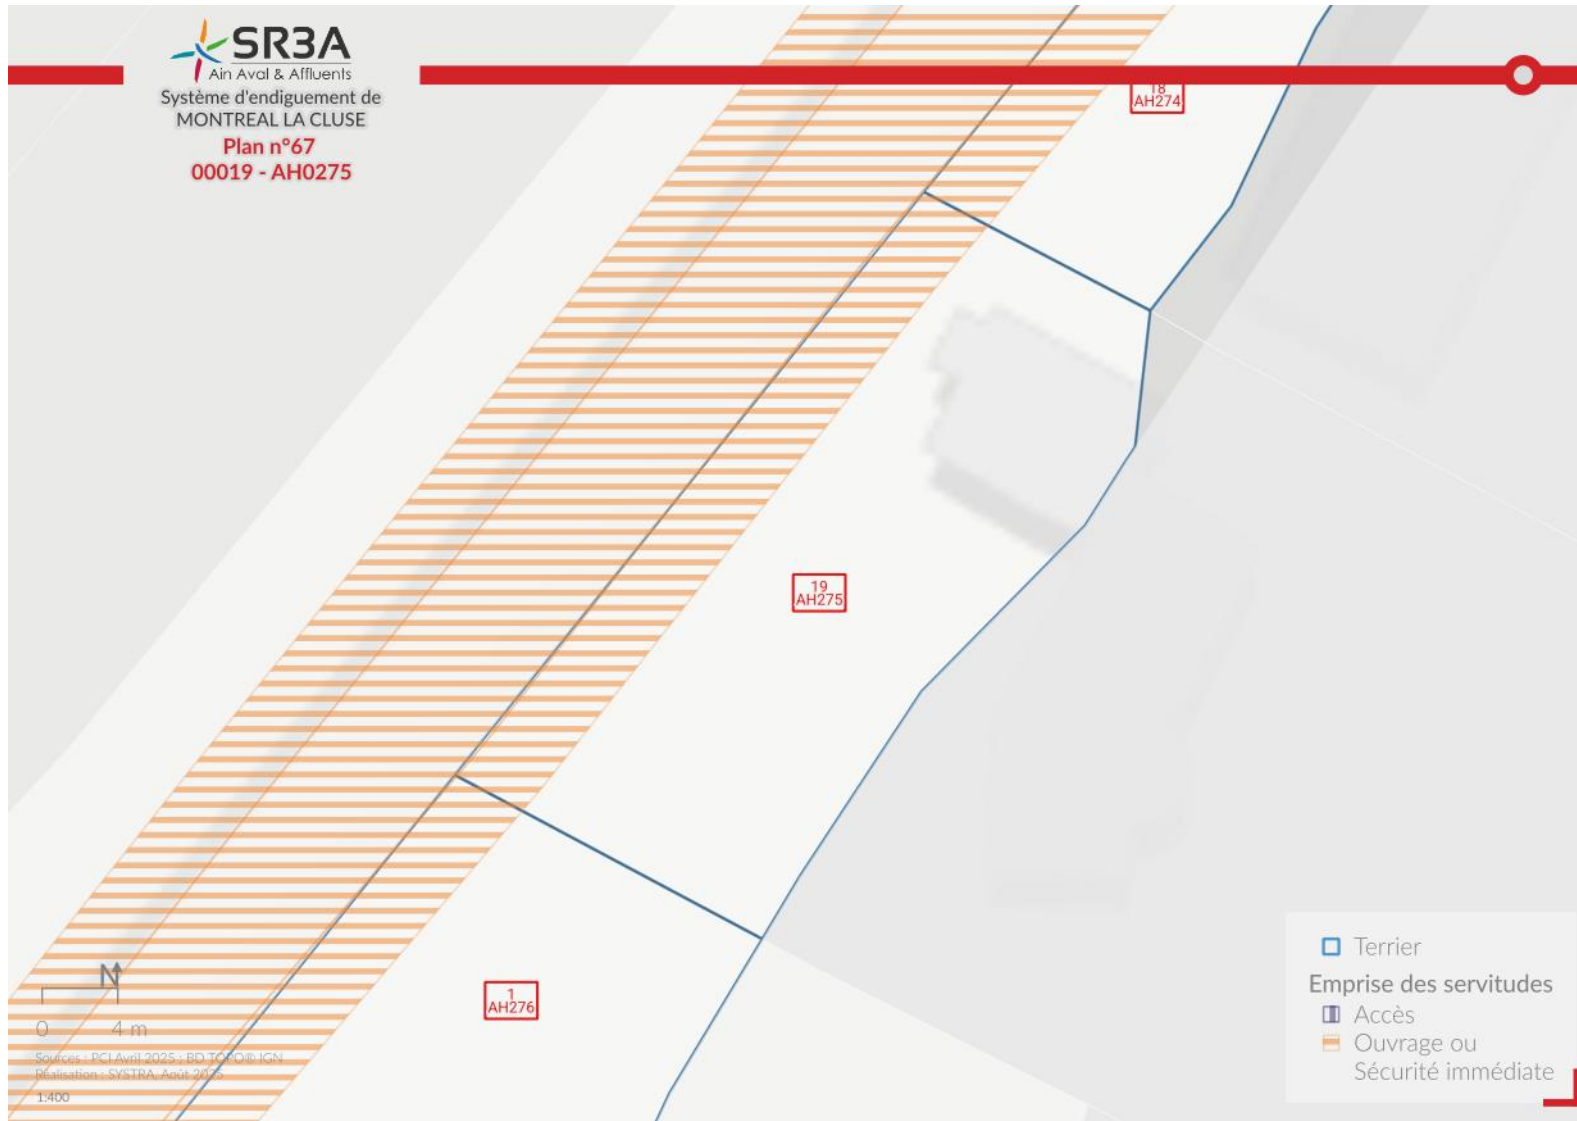 SR3A
Ain Aval & Affluents
Système d'endiguement de
MONTREAL LA CLUSE
Plan n°67
00019 - AH0275
18
AH274
19
AH275
1
AH276
N
0 4 m
Sources : PCI Avril 2025 ; BD TOPO® IGN
Réalisation : SYSTRA, Août 2025
1:400
Terrier
Emprise des servitudes
Accès
Ouvrage ou
Sécurité immédiate